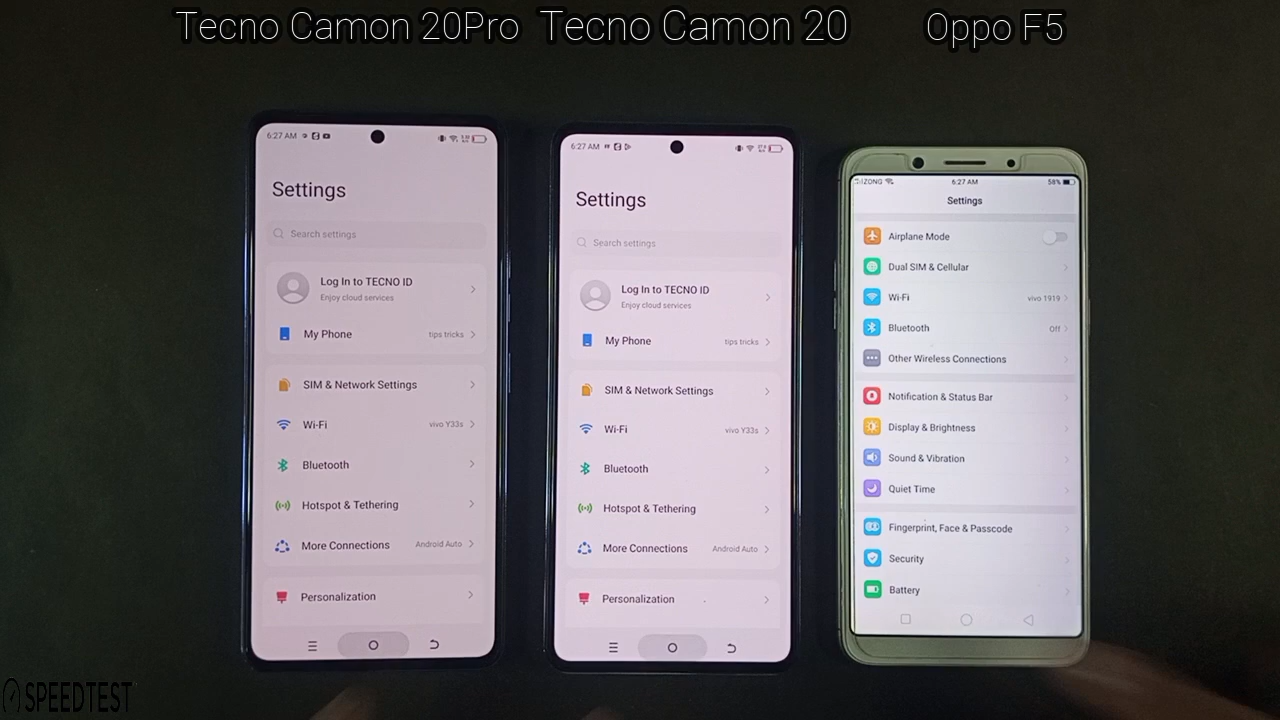 Tecno Camon 20Pro
Tecno Camon 20
Oppo F5
6:27 AM
Settings
Search settings
Log In to TECNO ID
Enjoy cloud services
My Phone
tips tricks
SIM & Network Settings
Wi-Fi
vivo Y33s
Bluetooth
Hotspot & Tethering
More Connections
Android Auto
Personalization
6:27 AM
Settings
Search settings
Log In to TECNO ID
Enjoy cloud services
My Phone
tips tricks
SIM & Network Settings
Wi-Fi
vivo Y33s
Bluetooth
Hotspot & Tethering
More Connections
Android Auto
Personalization
ZONG
6:27 AM
58%
Settings
Airplane Mode
Dual SIM & Cellular
Wi-Fi
vivo 1919
Bluetooth
Off
Other Wireless Connections
Notification & Status Bar
Display & Brightness
Sound & Vibration
Quiet Time
Fingerprint, Face & Passcode
Security
Battery
SPEEDTEST